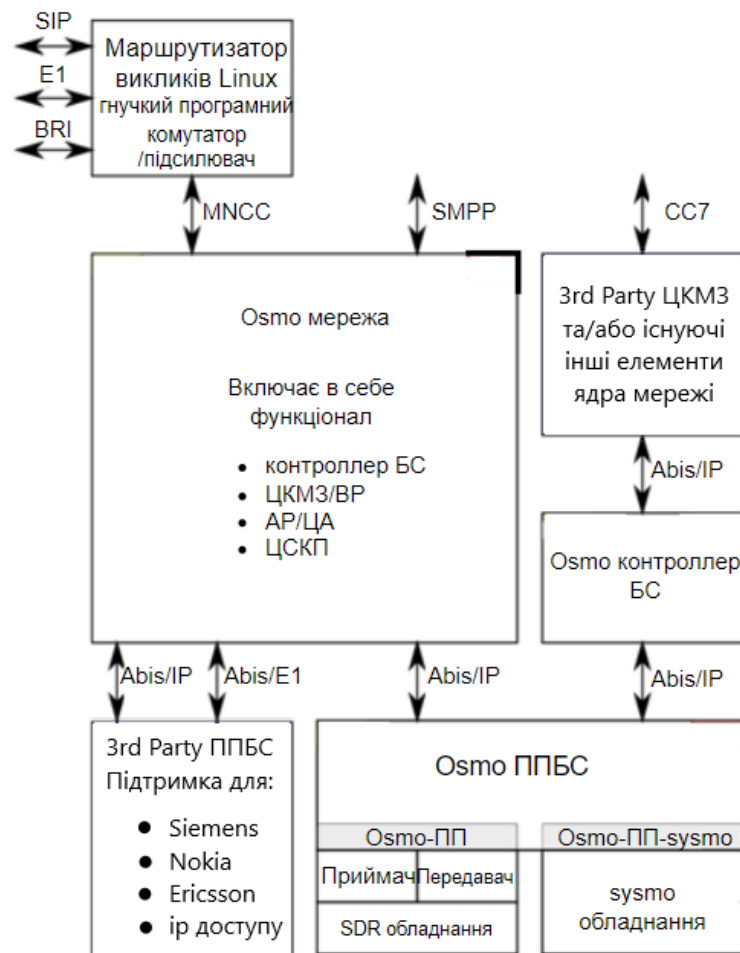 SIP
E1
BRI
Маршрутизатор
викликів Linux
гнучкий програмний
комутатор
/підсилювач
MNCC
SMPP
СС7
Osmo мережа
Включає в себе
функціонал
• контроллер БС
• ЦКМЗ/ВР
• АР/ЦА
• ЦСКП
3rd Party ЦКМЗ
та/або існуючі
інші елементи
ядра мережі
Abis/IP
Osmo контроллер
БС
Abis/IP
Abis/E1
Abis/IP
Abis/IP
3rd Party ППБС
Підтримка для:
● Siemens
● Nokia
● Ericsson
● ip доступу
Osmo ППБС
Osmo-ПП
Приймач
Передавач
SDR обладнання
Osmo-ПП-sysmo
sysmo
обладнання